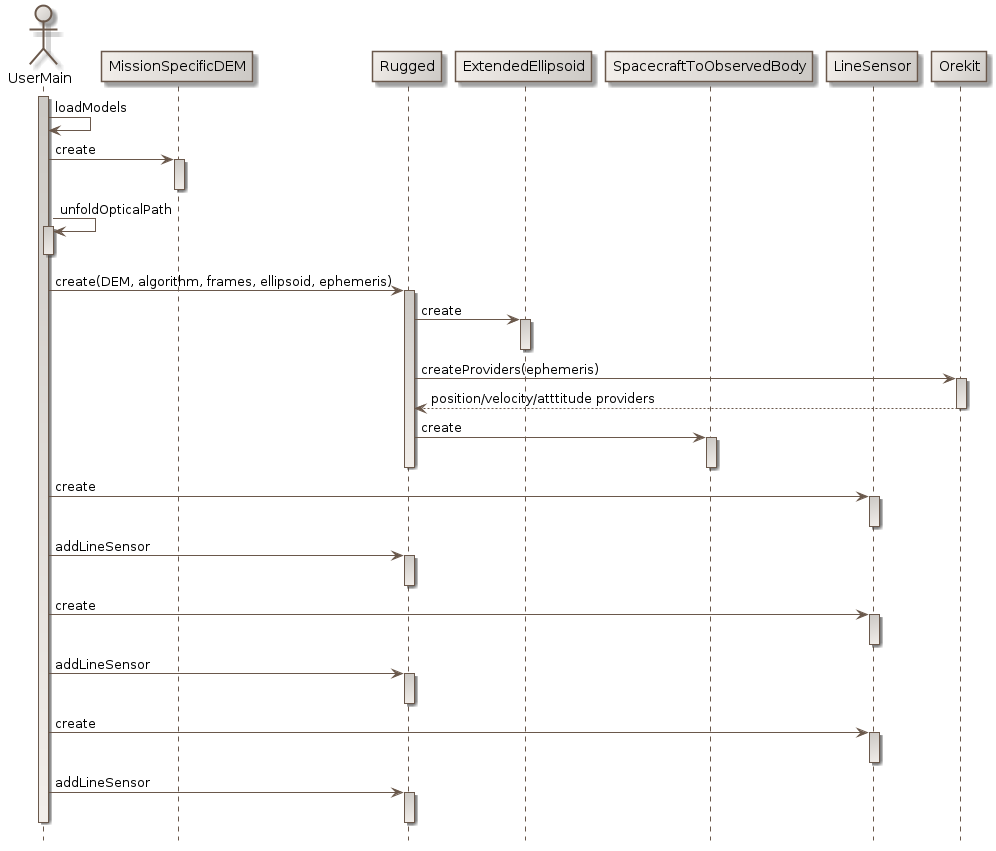 UserMain
MissionSpecificDEM
Rugged
ExtendedEllipsoid
SpacecraftToObservedBody
LineSensor
Orekit
loadModels
create
unfoldOpticalPath
create(DEM, algorithm, frames, ellipsoid, ephemeris)
create
createProviders(ephemeris)
position/velocity/atttitude providers
create
create
addLineSensor
create
addLineSensor
create
addLineSensor